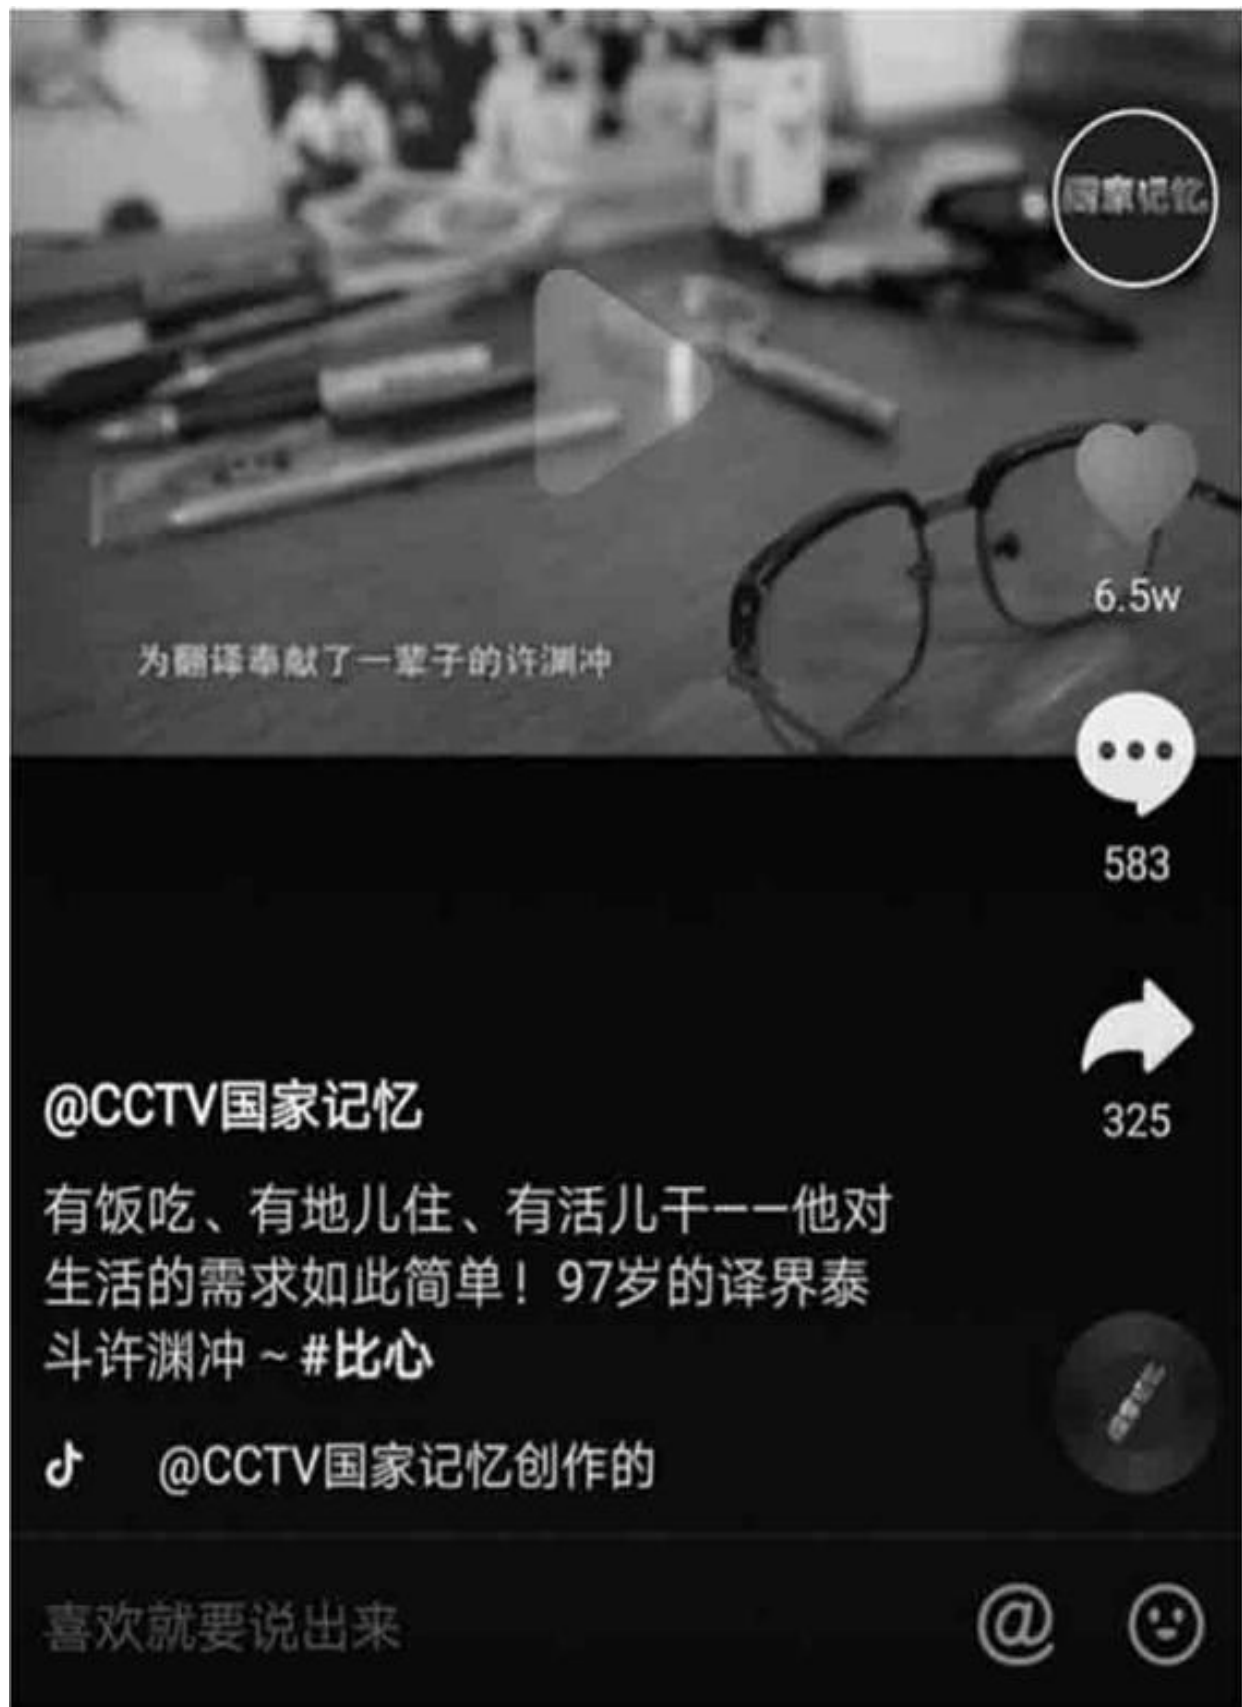 国家记忆
6.5w
为翻译奉献了一辈子的许渊冲
583
@CCTV国家记忆
325
有饭吃、有地儿住、有活儿干——他对
生活的需求如此简单！97岁的译界泰
斗许渊冲~#比心
@CCTV国家记忆创作的
喜欢就要说出来
@